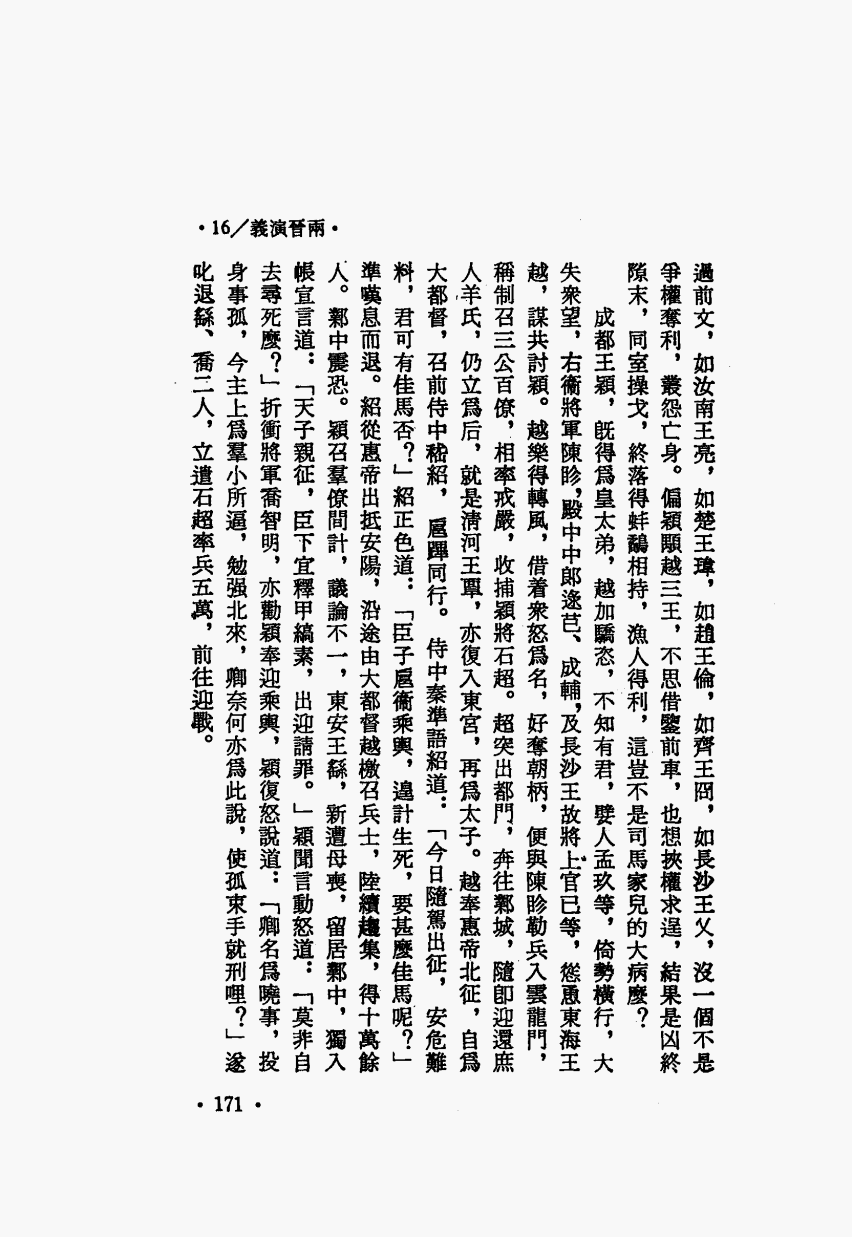 ·16／義演晉兩·
過前文，如汝南王亮，如楚王瑋，如趙王倫，如齊王冏，如長沙王乂，沒一個不是
爭權奪利，叢怨亡身。偏穎顒越三王，不思借鑒前車，也想挾權求逞，結果是凶終
隙末，同室操戈，終落得蚌鷸相持，漁人得利，這豈不是司馬家兒的大病麼？
成都王穎，既得爲皇太弟，越加驕恣，不知有君，嬖人孟玖等，倚勢橫行，大
失衆望，右衞將軍陳眕，殿中中郎逯苞、成輔，及長沙王故將上官已等，慫恿東海王
越，謀共討穎。越樂得轉風，借着衆怒爲名，好奪朝柄，便與陳眕勒兵入雲龍門，
稱制召三公百僚，相率戒嚴，收捕穎將石超。超突出都門，奔往鄴城，隨卽迎還庶
人羊氏，仍立爲后，就是淸河王覃，亦復入東宮，再爲太子。越奉惠帝北征，自爲
大都督，召前侍中嵇紹，扈蹕同行。侍中秦準語紹道：「今日隨駕出征，安危難
料，君可有佳馬否？」紹正色道：「臣子扈衞乘輿，遑計生死，要甚麼佳馬呢？」
準嘆息而退。紹從惠帝出抵安陽，沿途由大都督越檄召兵士，陸續趨集，得十萬餘
人。鄴中震恐。穎召羣僚問計，議論不一，東安王繇，新遭母喪，留居鄴中，獨入
帳宣言道：「天子親征，臣下宜釋甲縞素，出迎請罪。」穎聞言動怒道：「莫非自
去尋死麼？」折衝將軍喬智明，亦勸穎奉迎乘輿，穎復怒說道：「卿名爲曉事，投
身事孤，今主上爲羣小所逼，勉强北來，卿奈何亦爲此說，使孤束手就刑哩？」遂
叱退繇、喬二人，立遣石超率兵五萬，前往迎戰。
·171·